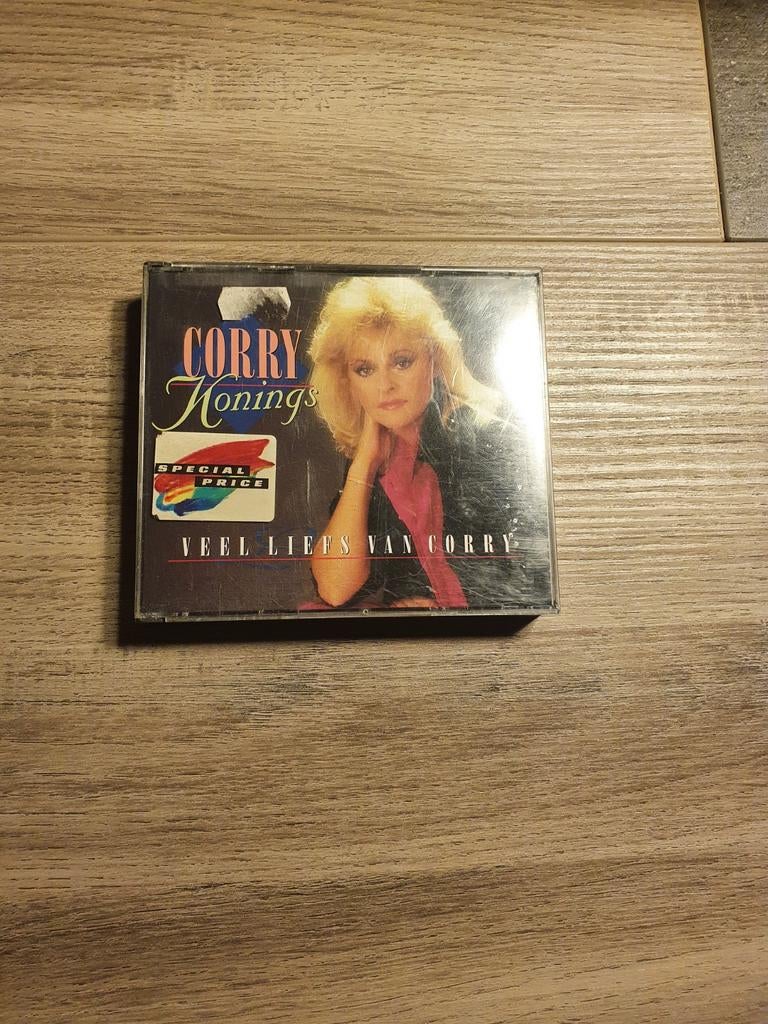 CORRY
Konings
SPECIAL
PRICE
VEEL LIEFS VAN CORRY